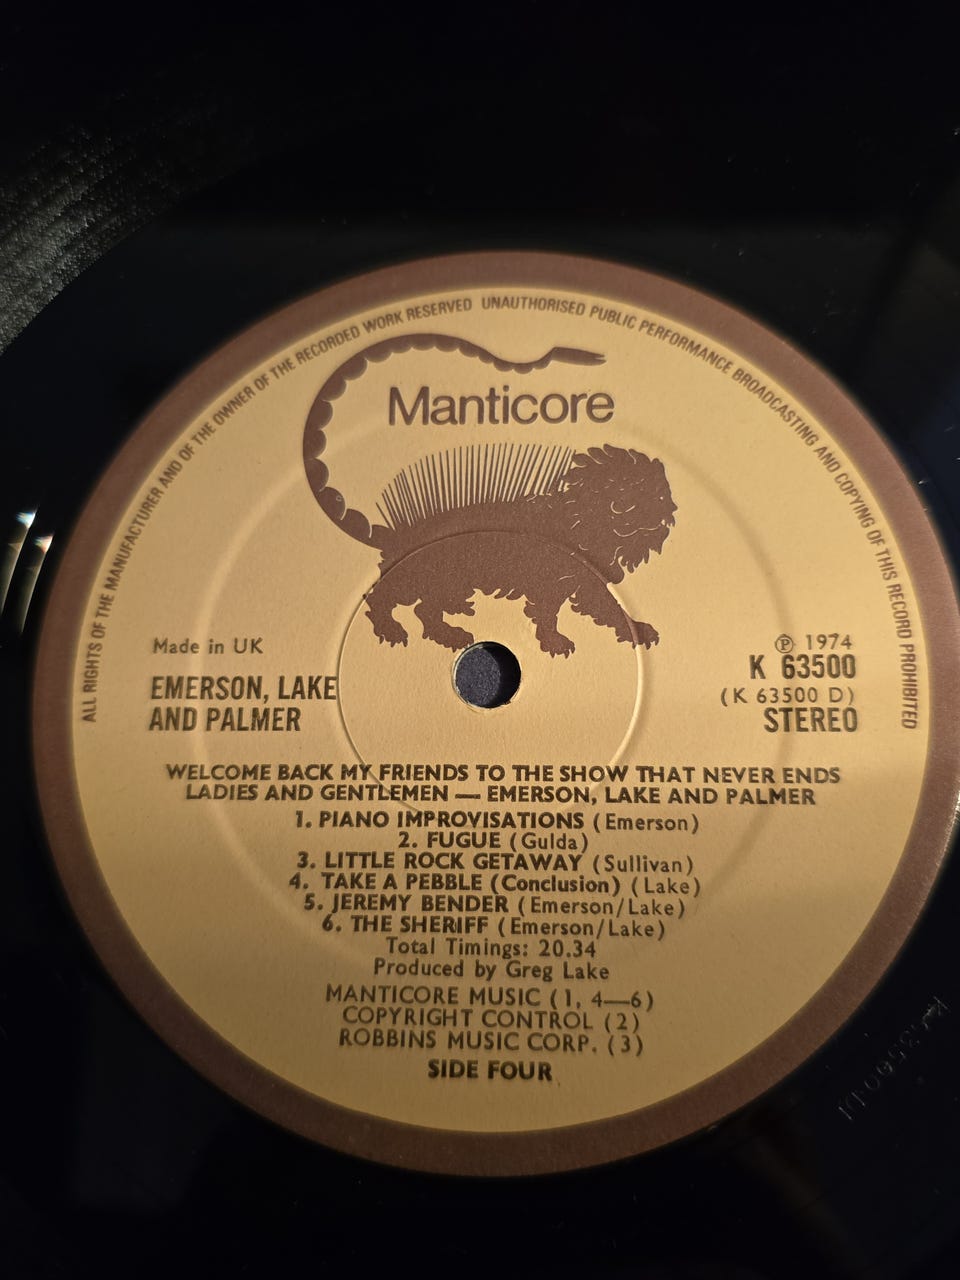 ALL RIGHTS OF THE MANUFACTURER AND OF THE OWNER OF THE RECORDED WORK RESERVED UNAUTHORISED PUBLIC PERFORMANCE BROADCASTING AND COPYING OF THIS RECORD PROHIBITED
Manticore
Made in UK
℗ 1974
K 63500
(K 63500 D)
STEREO
EMERSON, LAKE
AND PALMER
WELCOME BACK MY FRIENDS TO THE SHOW THAT NEVER ENDS
LADIES AND GENTLEMEN — EMERSON, LAKE AND PALMER
1. PIANO IMPROVISATIONS (Emerson)
2. FUGUE (Gulda)
3. LITTLE ROCK GETAWAY (Sullivan)
4. TAKE A PEBBLE (Conclusion) (Lake)
5. JEREMY BENDER (Emerson/Lake)
6. THE SHERIFF (Emerson/Lake)
Total Timings: 20.34
Produced by Greg Lake
MANTICORE MUSIC (1, 4—6)
COPYRIGHT CONTROL (2)
ROBBINS MUSIC CORP. (3)
SIDE FOUR